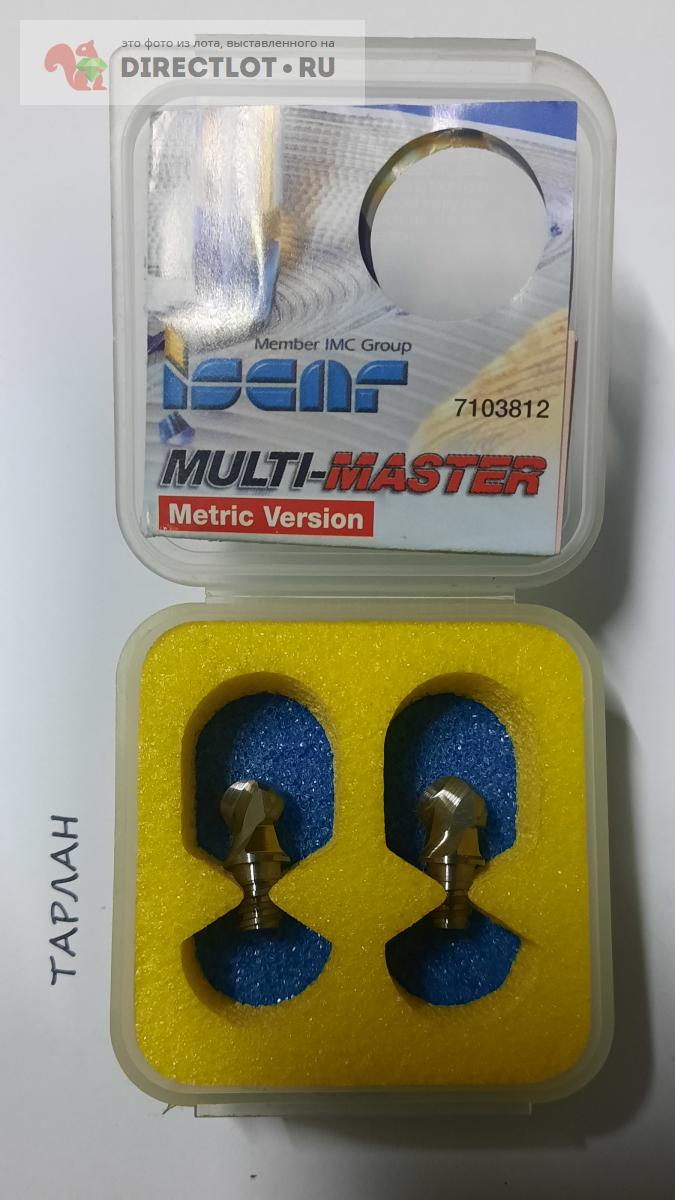 это фото из лота, выставленного на
DIRECTLOT•RU
Member IMC Group
iscar
7103812
MULTI-MASTER
Metric Version
ТАРЛАН